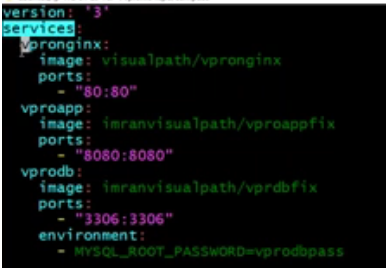 version: '3'
services:
  vpronginx:
    image: visualpath/vpronginx
    ports:
      - "80:80"
  vproapp:
    image: imranvisualpath/vproappfix
    ports:
      - "8080:8080"
  vprodb:
    image: imranvisualpath/vprdbfix
    ports:
      - "3306:3306"
    environment:
      - MYSQL_ROOT_PASSWORD=vprodbpass